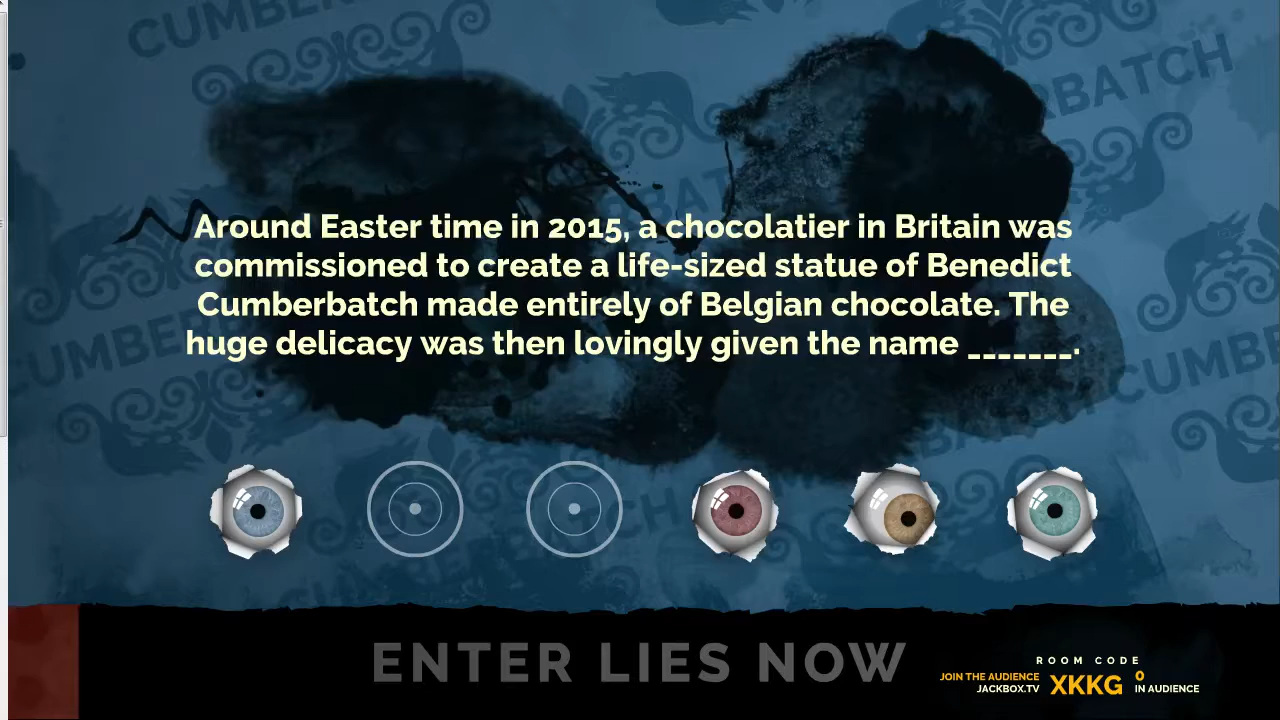 CUMBERBATCH
BATCH
Around Easter time in 2015, a chocolatier in Britain was
commissioned to create a life-sized statue of Benedict
Cumberbatch made entirely of Belgian chocolate. The
huge delicacy was then lovingly given the name _______.
ENTER LIES NOW
ROOM CODE
JOIN THE AUDIENCE
JACKBOX.TV
XKKG
0
IN AUDIENCE